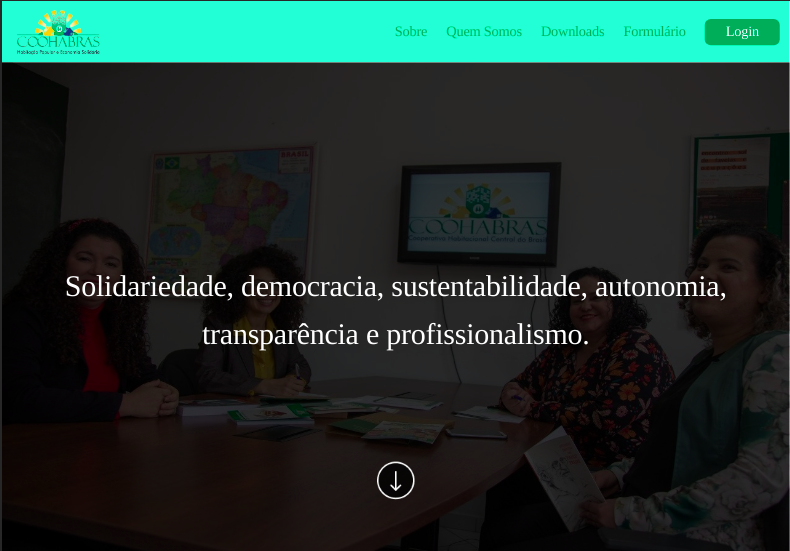 COOHABRAS
Habitação Popular e Economia Solidária
Sobre
Quem Somos
Downloads
Formulário
Login
BRASIL
COOHABRAS
Cooperativa Habitacional Central do Brasil
Solidariedade, democracia, sustentabilidade, autonomia,
transparência e profissionalismo.